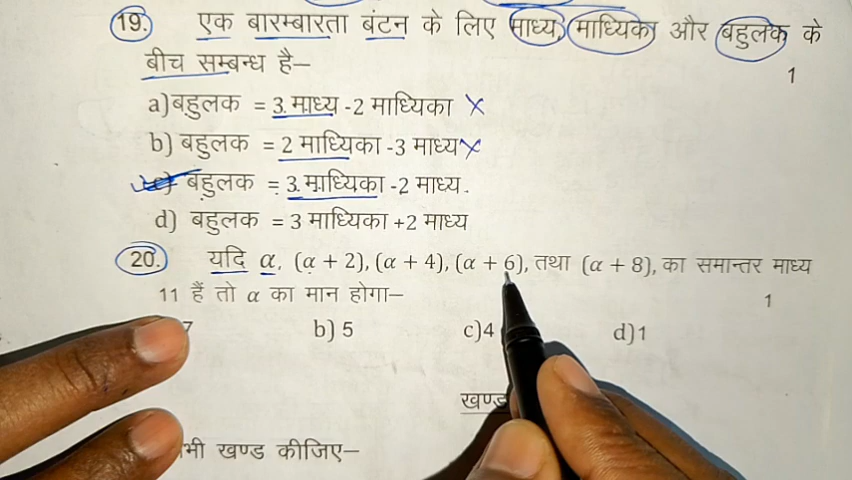 19. एक बारम्बारता बंटन के लिए माध्य, माध्यिका और बहुलक के
बीच सम्बन्ध है–
1
a)बहुलक = 3 माध्य -2 माध्यिका
b) बहुलक = 2 माध्यिका -3 माध्य
बहुलक = 3 माध्यिका -2 माध्य.
d) बहुलक = 3 माध्यिका +2 माध्य
20. यदि α, (α + 2), (α + 4), (α + 6), तथा (α + 8), का समान्तर माध्य
11 हैं तो α का मान होगा–
1
7 b) 5 c)4 d)1
खण्ड
भी खण्ड कीजिए–